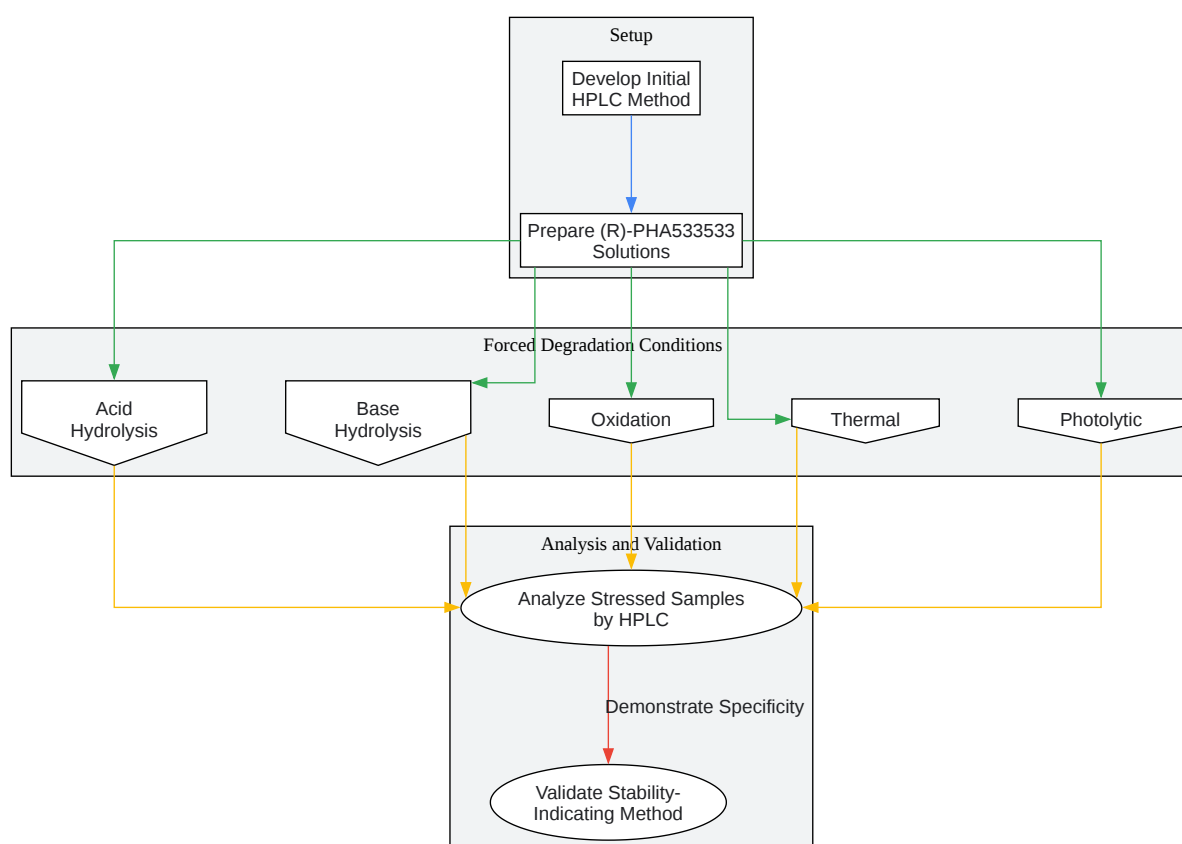 Setup
Develop Initial
HPLC Method
Prepare (R)-PHA533533
Solutions
Forced Degradation Conditions
Acid
Hydrolysis
Base
Hydrolysis
Oxidation
Thermal
Photolytic
Analysis and Validation
Analyze Stressed Samples
by HPLC
Demonstrate Specificity
Validate Stability-
Indicating Method